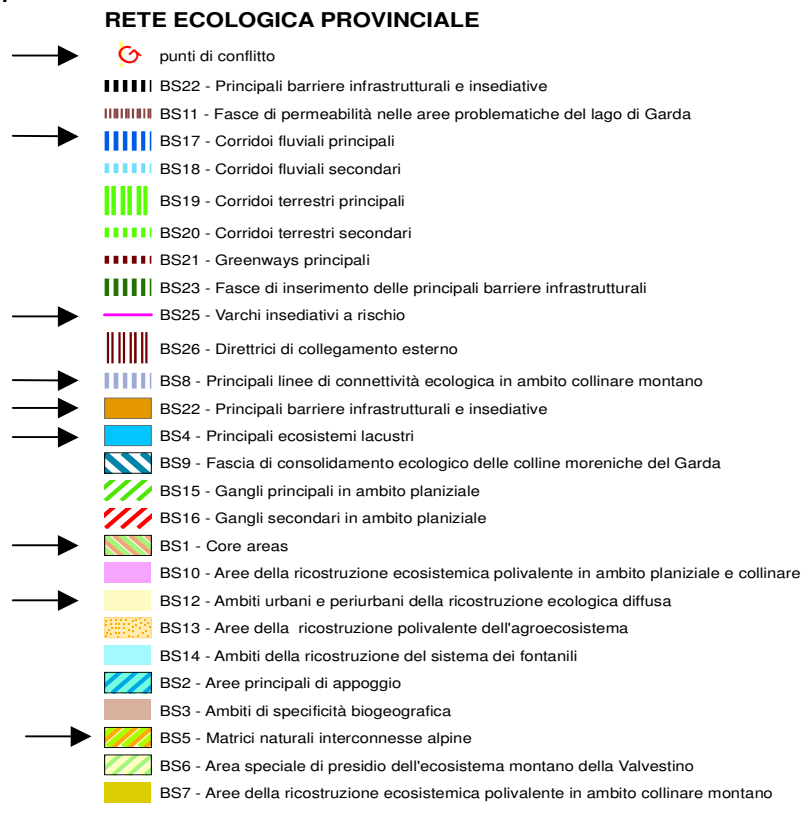 RETE ECOLOGICA PROVINCIALE
punti di conflitto
BS22 - Principali barriere infrastrutturali e insediative
BS11 - Fasce di permeabilità nelle aree problematiche del lago di Garda
BS17 - Corridoi fluviali principali
BS18 - Corridoi fluviali secondari
BS19 - Corridoi terrestri principali
BS20 - Corridoi terrestri secondari
BS21 - Greenways principali
BS23 - Fasce di inserimento delle principali barriere infrastrutturali
BS25 - Varchi insediativi a rischio
BS26 - Direttrici di collegamento esterno
BS8 - Principali linee di connettività ecologica in ambito collinare montano
BS22 - Principali barriere infrastrutturali e insediative
BS4 - Principali ecosistemi lacustri
BS9 - Fascia di consolidamento ecologico delle colline moreniche del Garda
BS15 - Gangli principali in ambito planiziale
BS16 - Gangli secondari in ambito planiziale
BS1 - Core areas
BS10 - Aree della ricostruzione ecosistemica polivalente in ambito planiziale e collinare
BS12 - Ambiti urbani e periurbani della ricostruzione ecologica diffusa
BS13 - Aree della  ricostruzione polivalente dell'agroecosistema
BS14 - Ambiti della ricostruzione del sistema dei fontanili
BS2 - Aree principali di appoggio
BS3 - Ambiti di specificità biogeografica
BS5 - Matrici naturali interconnesse alpine
BS6 - Area speciale di presidio dell'ecosistema montano della Valvestino
BS7 - Aree della ricostruzione ecosistemica polivalente in ambito collinare montano